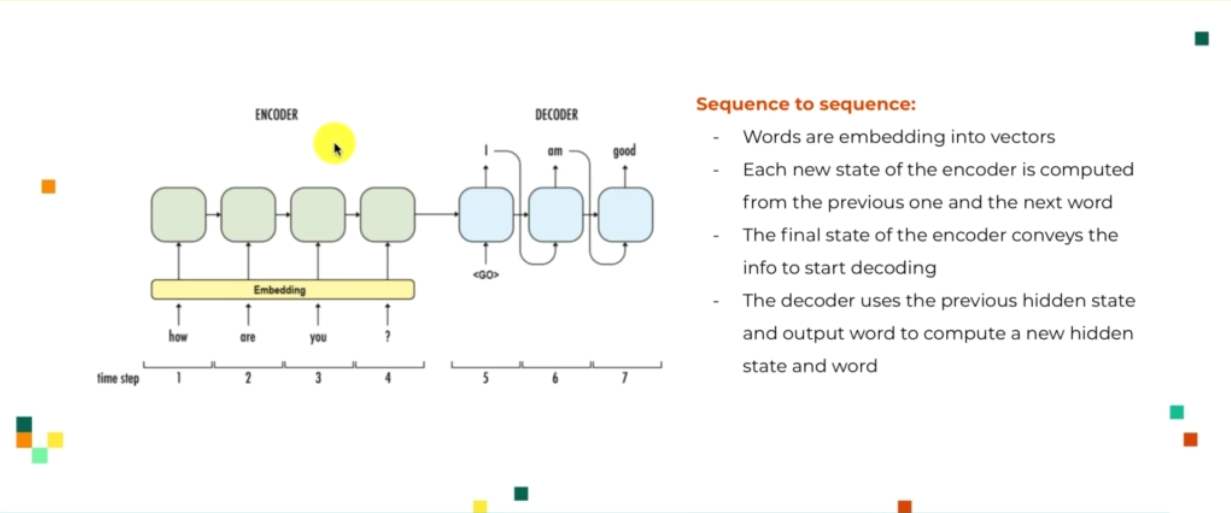 ENCODER
DECODER
I am good
<GO>
Embedding
how are you ?
time step 1 2 3 4 5 6 7
Sequence to sequence:
- Words are embedding into vectors
- Each new state of the encoder is computed
from the previous one and the next word
- The final state of the encoder conveys the
info to start decoding
- The decoder uses the previous hidden state
and output word to compute a new hidden
state and word